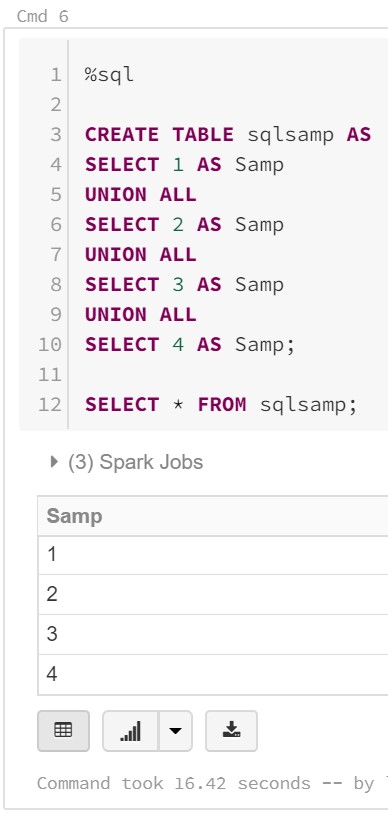 Cmd 6
1 %sql
2
3 CREATE TABLE sqlsamp AS
4 SELECT 1 AS Samp
5 UNION ALL
6 SELECT 2 AS Samp
7 UNION ALL
8 SELECT 3 AS Samp
9 UNION ALL
10 SELECT 4 AS Samp;
11
12 SELECT * FROM sqlsamp;
(3) Spark Jobs
Samp
1
2
3
4
Command took 16.42 seconds -- by